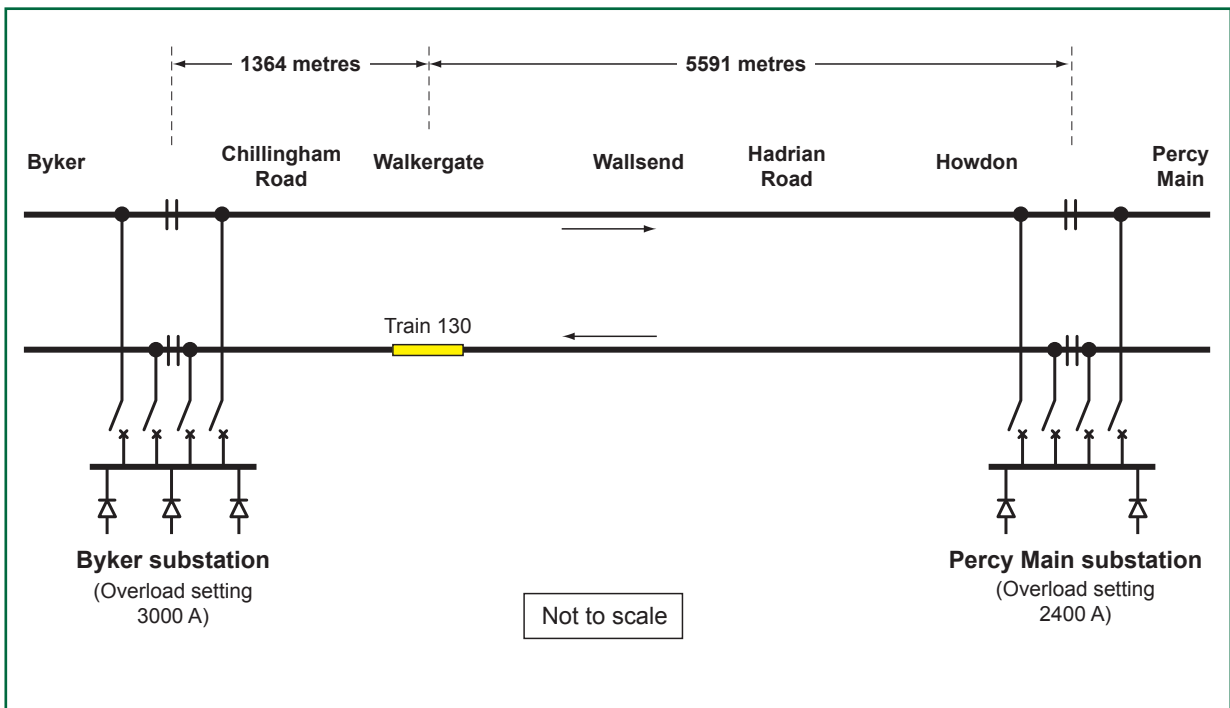 1364 metres
5591 metres
Byker
Chillingham
Road
Walkergate
Wallsend
Hadrian
Road
Howdon
Percy
Main
Train 130
Byker substation
(Overload setting
3000 A)
Not to scale
Percy Main substation
(Overload setting
2400 A)